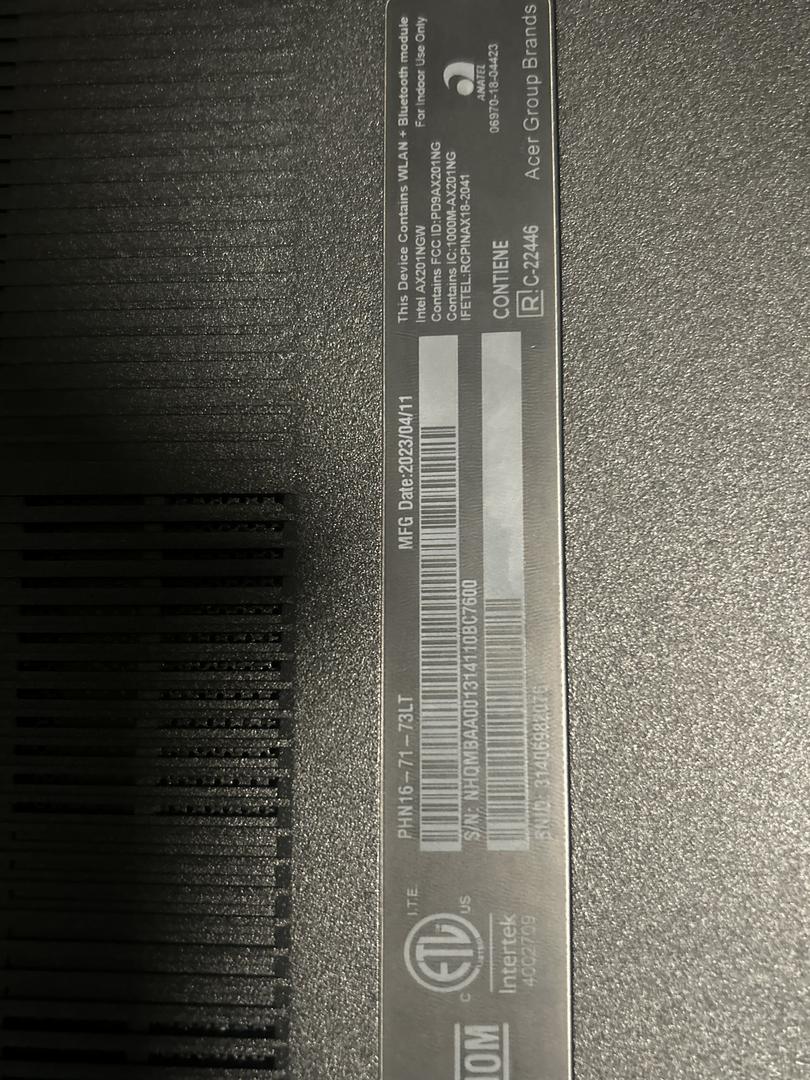 PHN16-71-73LT
MFG Date:2023/04/11
S/N: NHQMBAA001314110BC7600
I.T.E.
C
ETL
US
Intertek
4002709
This Device Contains WLAN + Bluetooth module
Intel AX201NGW
For Indoor Use Only
Contains FCC ID:PD9AX201NG
Contains IC:1000M-AX201NG
IFETEL:RCPINAX18-2041
ANATEL
06970-18-04423
CONTIENE
R C-22446
Acer Group Brands